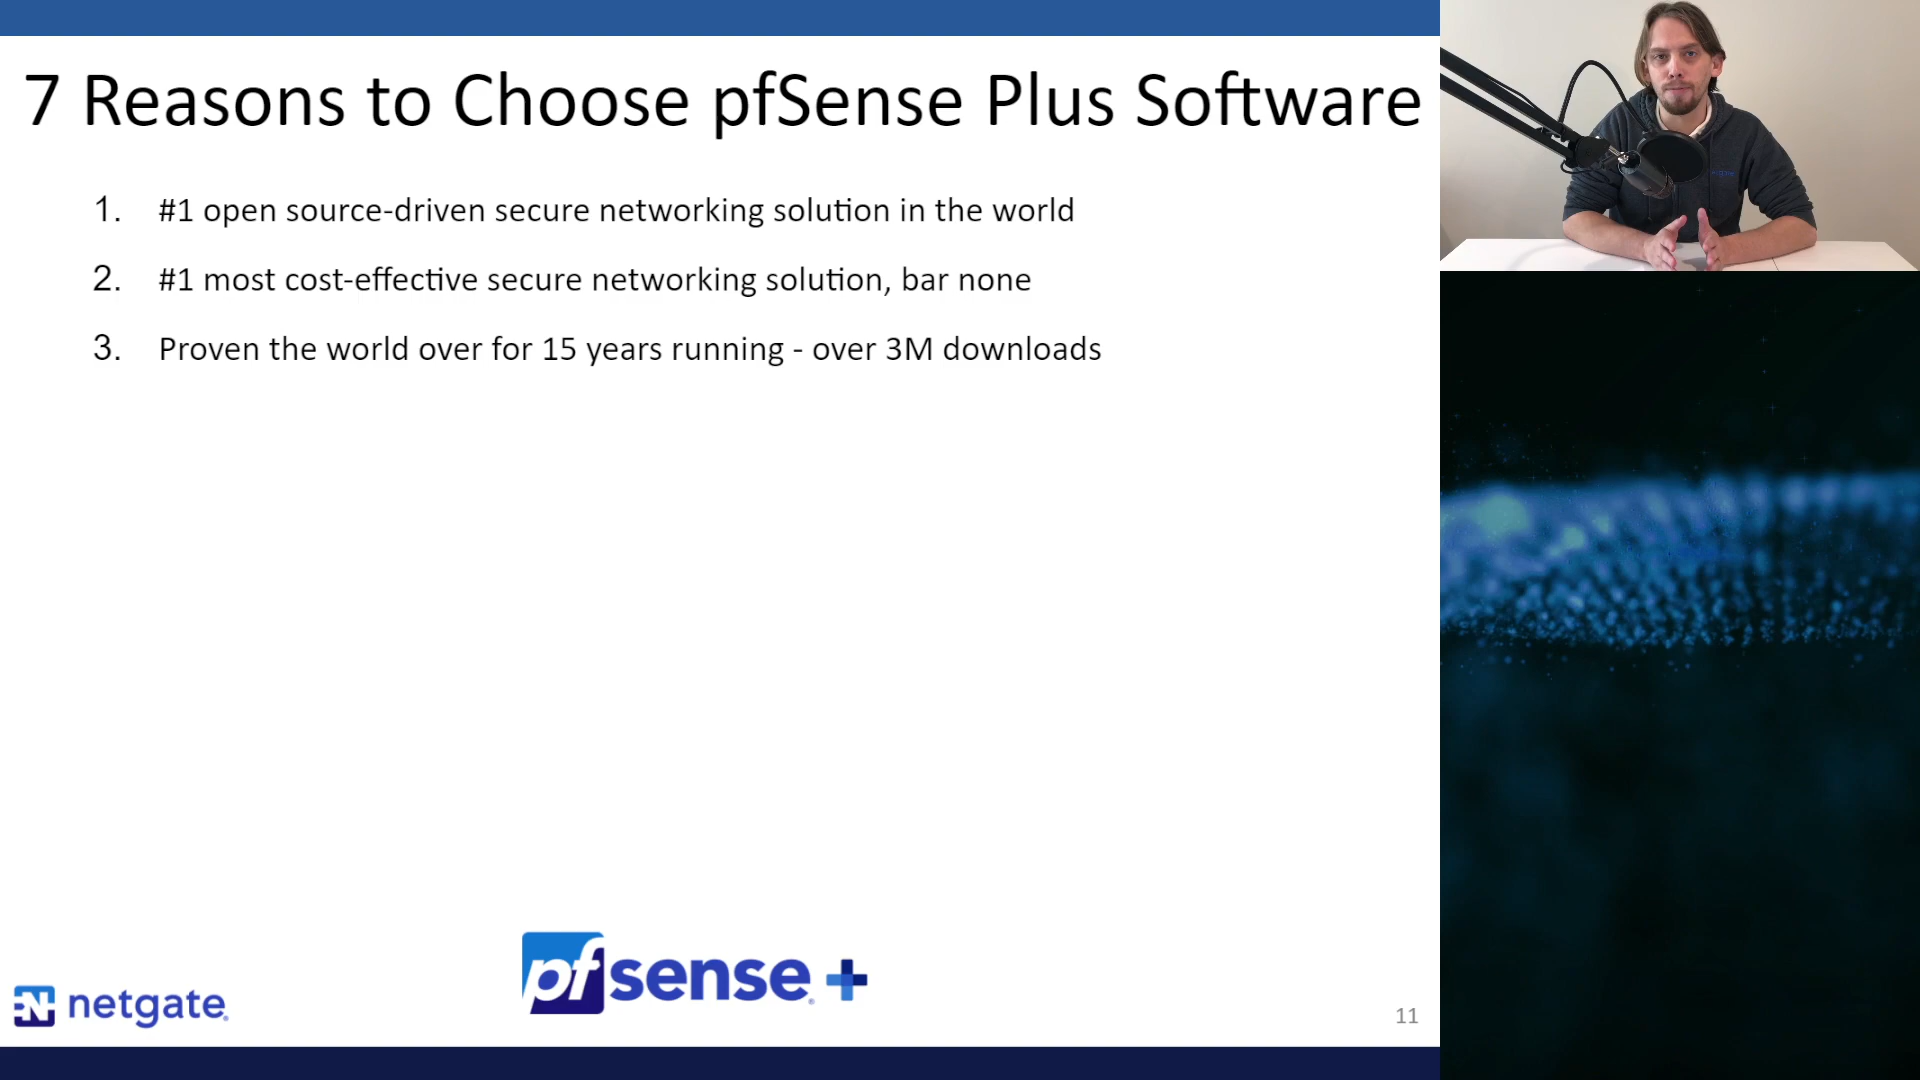 7 Reasons to Choose pfSense Plus Software
1. #1 open source-driven secure networking solution in the world
2. #1 most cost-effective secure networking solution, bar none
3. Proven the world over for 15 years running - over 3M downloads
pfsense +
netgate
11